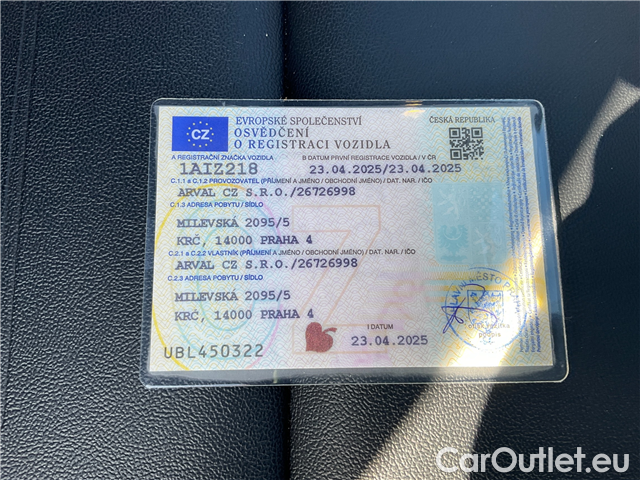 EVROPSKÉ SPOLEČENSTVÍ
ČESKÁ REPUBLIKA
CZ
OSVĚDČENÍ
O REGISTRACI VOZIDLA
A REGISTRAČNÍ ZNAČKA VOZIDLA
B DATUM PRVNÍ REGISTRACE VOZIDLA / V ČR
1AIZ218
23.04.2025/23.04.2025
C.1.1 a C.1.2 PROVOZOVATEL (PŘÍJMENÍ A JMÉNO / OBCHODNÍ JMÉNO) / DAT. NAR. / IČO
ARVAL CZ S.R.O./26726998
C.1.3 ADRESA POBYTU / SÍDLO
MILEVSKÁ 2095/5
KRČ, 14000 PRAHA 4
C.2.1 a C.2.2 VLASTNÍK (PŘÍJMENÍ A JMÉNO / OBCHODNÍ JMÉNO) / DAT. NAR. / IČO
ARVAL CZ S.R.O./26726998
C.2.3 ADRESA POBYTU / SÍDLO
MILEVSKÁ 2095/5
KRČ, 14000 PRAHA 4
I DATUM
23.04.2025
UBL450322
HLAVNÍ MĚSTO
podpis
CarOutlet.eu